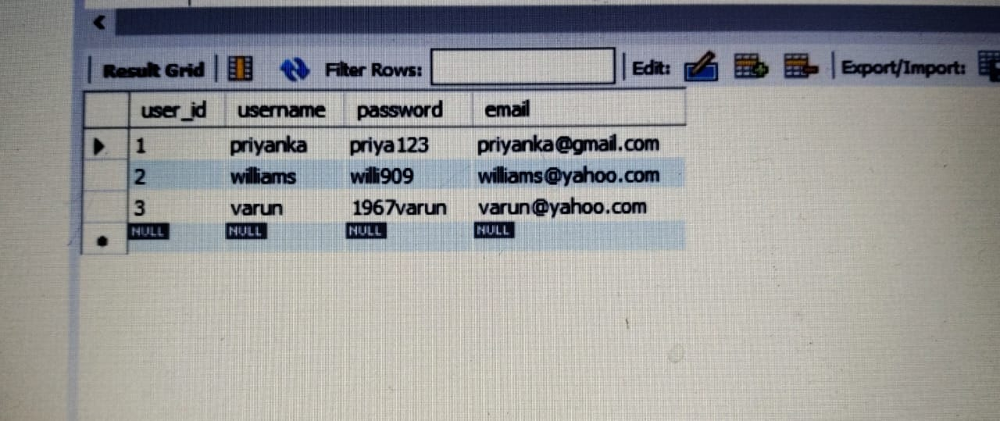 Result Grid Filter Rows: Edit: Export/Import:
user_id username password email
1 priyanka priya123 priyanka@gmail.com
2 williams willi909 williams@yahoo.com
3 varun 1967varun varun@yahoo.com
NULL NULL NULL NULL